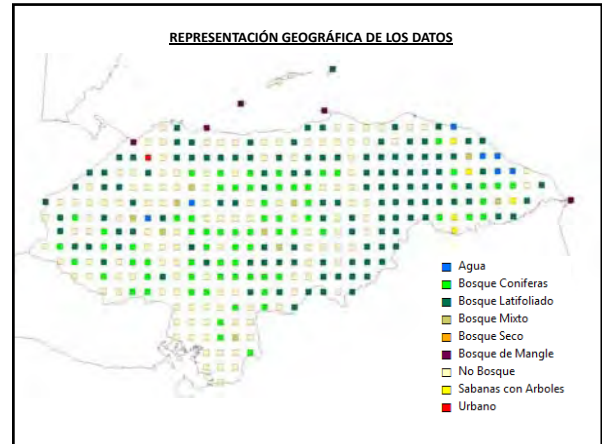 REPRESENTACIÓN GEOGRÁFICA DE LOS DATOS
Agua
Bosque Coniferas
Bosque Latifoliado
Bosque Mixto
Bosque Seco
Bosque de Mangle
No Bosque
Sabanas con Arboles
Urbano